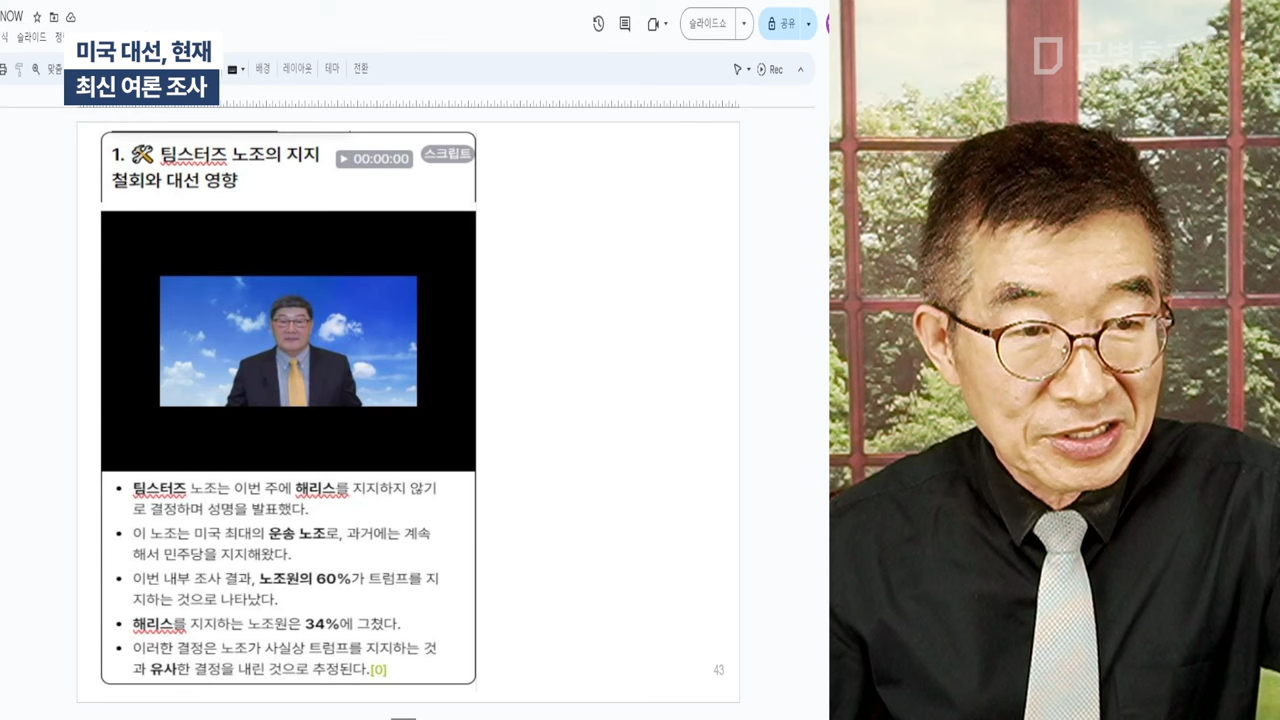 NOW
식 슬라이드
미국 대선, 현재
최신 여론 조사
맞춤
배경
레이아웃
테마
전환
슬라이드쇼
공유
Rec
공병호TV
1. 🛠 팀스터즈 노조의 지지
철회와 대선 영향
▶ 00:00:00
스크립트
• 팀스터즈 노조는 이번 주에 해리스를 지지하지 않기
로 결정하며 성명을 발표했다.
• 이 노조는 미국 최대의 운송 노조로, 과거에는 계속
해서 민주당을 지지해왔다.
• 이번 내부 조사 결과, 노조원의 60%가 트럼프를 지
지하는 것으로 나타났다.
• 해리스를 지지하는 노조원은 34%에 그쳤다.
• 이러한 결정은 노조가 사실상 트럼프를 지지하는 것
과 유사한 결정을 내린 것으로 추정된다.[0]
43